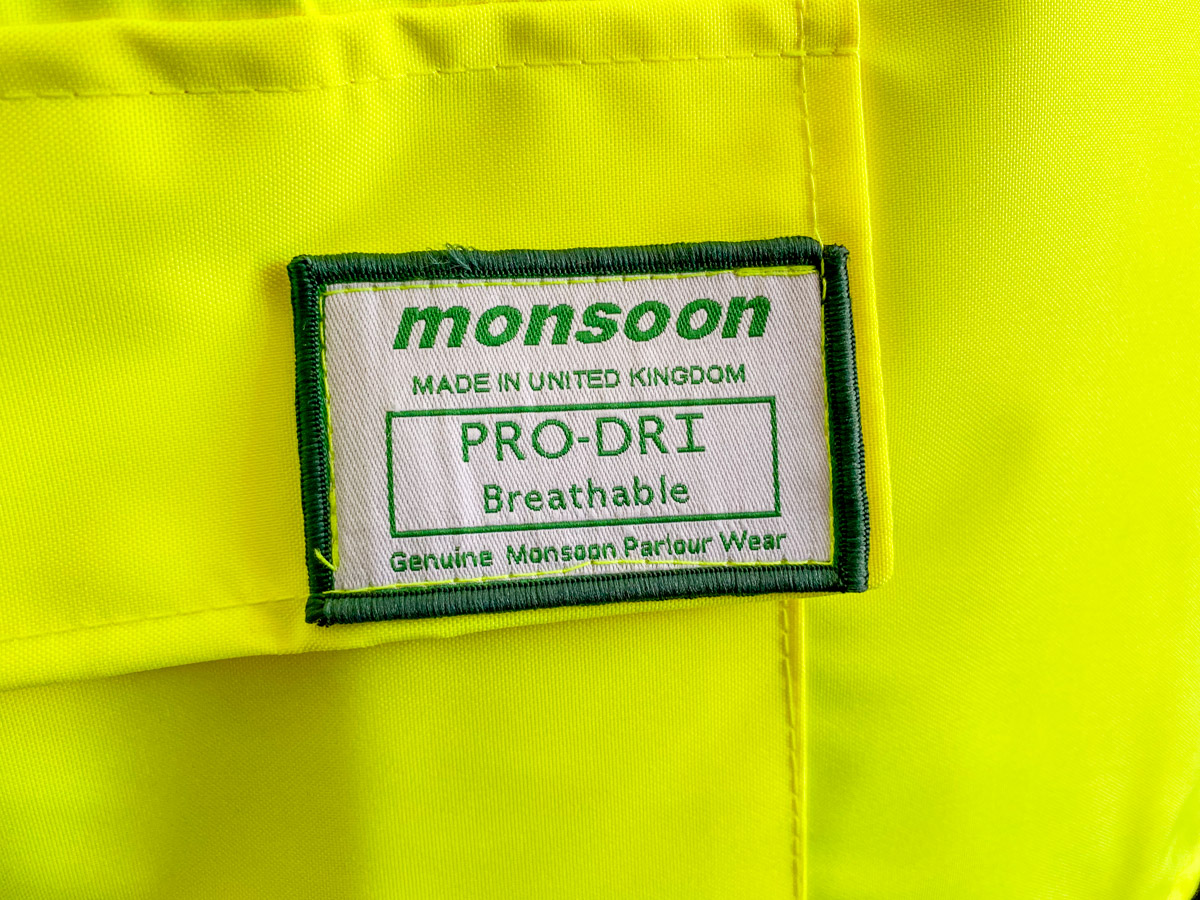 monsoon
MADE IN UNITED KINGDOM
PRO-DRI
Breathable
Genuine Monsoon Parlour Wear